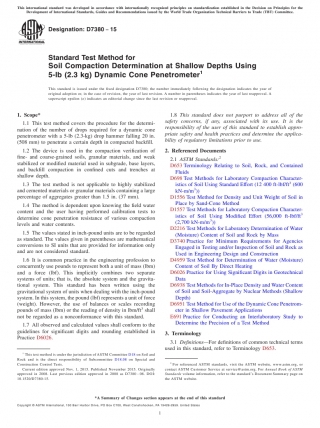 This international standard was developed in accordance with internationally recognized principles on standardization established in the Decision on Principles for the
Development of International Standards, Guides and Recommendations issued by the World Trade Organization Technical Barriers to Trade (TBT) Committee.
Designation: D7380 − 15
Standard Test Method for
Soil Compaction Determination at Shallow Depths Using
5-lb (2.3 kg) Dynamic Cone Penetrometer1
This standard is issued under the fixed designation D7380; the number immediately following the designation indicates the year of
original adoption or, in the case of revision, the year of last revision. A number in parentheses indicates the year of last reapproval. A
superscript epsilon (ε) indicates an editorial change since the last revision or reapproval.
1. Scope*
1.1 This test method covers the procedure for the determi-
nation of the number of drops required for a dynamic cone
penetrometer with a 5-lb (2.3-kg) drop hammer falling 20 in.
(508 mm) to penetrate a certain depth in compacted backfill.
1.2 The device is used in the compaction verification of
fine- and coarse-grained soils, granular materials, and weak
stabilized or modified material used in subgrade, base layers,
and backfill compaction in confined cuts and trenches at
shallow depth.
1.3 The test method is not applicable to highly stabilized
and cemented materials or granular materials containing a large
percentage of aggregates greater than 1.5 in. (37 mm).
1.4 The method is dependent upon knowing the field water
content and the user having performed calibration tests to
determine cone penetration resistance of various compaction
levels and water contents.
1.5 The values stated in inch-pound units are to be regarded
as standard. The values given in parentheses are mathematical
conversions to SI units that are provided for information only
and are not considered standard.
1.6 It is common practice in the engineering profession to
concurrently use pounds to represent both a unit of mass (lbm)
and a force (lbf). This implicitly combines two separate
systems of units; that is, the absolute system and the gravita-
tional system. This standard has been written using the
gravitational system of units when dealing with the inch-pound
system. In this system, the pound (lbf) represents a unit of force
(weight). However, the use of balances or scales recording
pounds of mass (lbm) or the reading of density in lbm/ft3 shall
not be regarded as a nonconformance with this standard.
1.7 All observed and calculated values shall conform to the
guidelines for significant digits and rounding established in
Practice D6026.
1 This test method is under the jurisdiction of ASTM Committee D18 on Soil and
Rock and is the direct responsibility of Subcommittee D18.08 on Special and
Construction Control Tests.
Current edition approved Nov. 1, 2015. Published November 2015. Originally
approved in 2008. Last previous edition approved in 2008 as D7380 – 08. DOI:
10.1520/D7380-15.
1.8 This standard does not purport to address all of the
safety concerns, if any, associated with its use. It is the
responsibility of the user of this standard to establish appro-
priate safety and health practices and determine the applica-
bility of regulatory limitations prior to use.
2. Referenced Documents
2.1 ASTM Standards:2
D653 Terminology Relating to Soil, Rock, and Contained
Fluids
D698 Test Methods for Laboratory Compaction Character-
istics of Soil Using Standard Effort (12 400 ft-lbf/ft3 (600
kN-m/m3))
D1556 Test Method for Density and Unit Weight of Soil in
Place by Sand-Cone Method
D1557 Test Methods for Laboratory Compaction Character-
istics of Soil Using Modified Effort (56,000 ft-lbf/ft3
(2,700 kN-m/m3))
D2216 Test Methods for Laboratory Determination of Water
(Moisture) Content of Soil and Rock by Mass
D3740 Practice for Minimum Requirements for Agencies
Engaged in Testing and/or Inspection of Soil and Rock as
Used in Engineering Design and Construction
D4959 Test Method for Determination of Water (Moisture)
Content of Soil By Direct Heating
D6026 Practice for Using Significant Digits in Geotechnical
Data
D6938 Test Methods for In-Place Density and Water Content
of Soil and Soil-Aggregate by Nuclear Methods (Shallow
Depth)
D6951 Test Method for Use of the Dynamic Cone Penetrom-
eter in Shallow Pavement Applications
E691 Practice for Conducting an Interlaboratory Study to
Determine the Precision of a Test Method
3. Terminology
3.1 Definitions—For definitions of common technical terms
used in this standard, refer to Terminology D653.
2 For referenced ASTM standards, visit the ASTM website, www.astm.org, or
contact ASTM Customer Service at service@astm.org. For Annual Book of ASTM
Standards volume information, refer to the standard's Document Summary page on
the ASTM website.
*A Summary of Changes section appears at the end of this standard
Copyright © ASTM International, 100 Barr Harbor Drive, PO Box C700, West Conshohocken, PA 19428-2959. United States
1